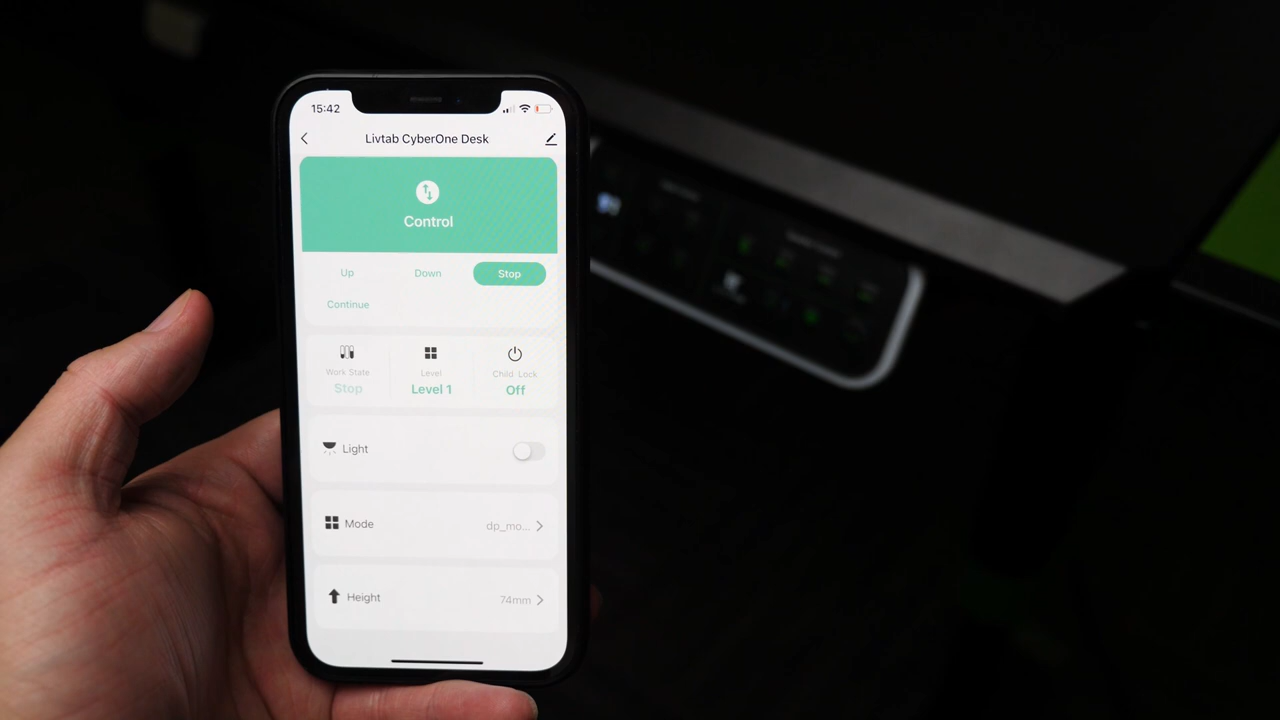 15:42
Livtab CyberOne Desk
Control
Up Down Stop
Continue
Work State Level Child Lock
Stop Level 1 Off
Light
Mode dp_mo...
Height 74mm